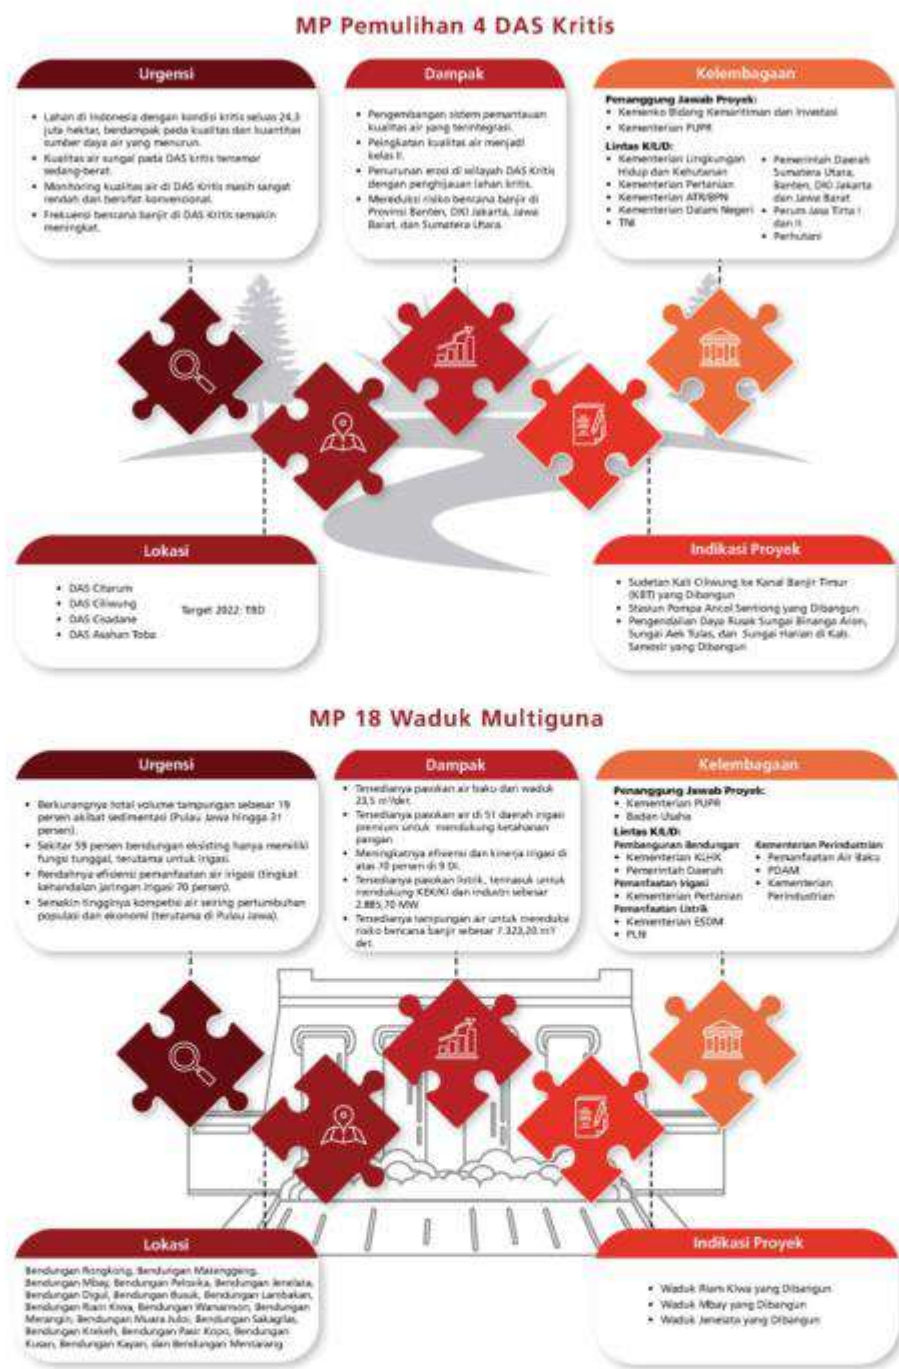 MP Pemulihan 4 DAS Kritis
Urgensi
• Lahan di Indonesia dengan kondisi kritis seluas 24,3
juta hektar, berdampak pada kualitas dan kuantitas
sumber daya air yang menurun.
• Kualitas air sungai pada DAS kritis tercemar
sedang-berat.
• Monitoring kualitas air di DAS Kritis masih sangat
rendah dan bersifat konvensional.
• Frekuensi bencana banjir di DAS Kritis semakin
meningkat.
Dampak
• Pengembangan sistem pemantauan
kualitas air yang terintegrasi.
• Peingkatan kualitas air menjadi
kelas II.
• Penurunan erosi di wilayah DAS Kritis
dengan penghijauan lahan kritis.
• Mereduksi risiko bencana banjir di
Provinsi Banten, DKI Jakarta, Jawa
Barat, dan Sumatera Utara.
Kelembagaan
Penanggung Jawab Proyek:
• Kemenko Bidang Kemaritiman dan Investasi
• Kementerian PUPR
Lintas K/L/D:
• Kementerian Lingkungan
Hidup dan Kehutanan
• Kementerian Pertanian
• Kementerian ATR/BPN
• Kementerian Dalam Negeri
• TNI
• Pemerintah Daerah
Sumatera Utara,
Banten, DKI Jakarta
dan Jawa Barat
• Perum Jasa Tirta I
dan II
• Perhutani
Lokasi
• DAS Citarum
• DAS Ciliwung
• DAS Cisadane
• DAS Asahan Toba
Target 2022: TBD
Indikasi Proyek
• Sudetan Kali Ciliwung ke Kanal Banjir Timur
(KBT) yang Dibangun
• Stasiun Pompa Ancol Sentiong yang Dibangun
• Pengendalian Daya Rusak Sungai Binanga Aron,
Sungai Aek Tulas, dan Sungai Harian di Kab.
Samosir yang Dibangun
MP 18 Waduk Multiguna
Urgensi
• Berkurangnya total volume tampungan sebesar 19
persen akibat sedimentasi (Pulau Jawa hingga 31
persen).
• Sekitar 59 persen bendungan eksisting hanya memiliki
fungsi tunggal, terutama untuk irigasi.
• Rendahnya efisiensi pemanfaatan air irigasi (tingkat
kehandalan jaringan irigasi 70 persen).
• Semakin tingginya kompetisi air seiring pertumbuhan
populasi dan ekonomi (terutama di Pulau Jawa).
Dampak
• Tersedianya pasokan air baku dari waduk
23,5 m³/det.
• Tersedianya pasokan air di 51 daerah irigasi
premium untuk mendukung ketahanan
pangan
• Meningkatnya efivensi dan kinerja irigasi di
atas 70 persen di 9 DI.
• Tersedianya pasokan listrik, termasuk untuk
mendukung KEK/KI dan industri sebesar
2.885,70 MW
• Tersedianya tampungan air untuk mereduksi
risiko bencana banjir sebesar 7.323,20 m³/
det.
Kelembagaan
Penanggung Jawab Proyek:
• Kementerian PUPR
• Badan Usaha
Lintas K/L/D:
Pembangunan Bendungan
• Kementerian KLHK
• Pemerintah Daerah
Pemanfaatan Irigasi
• Kementerian Pertanian
Pemanfaatan Listrik
• Kementerian ESDM
• PLN
Kementerian Perindustrian
• Pemanfaatan Air Baku
• PDAM
• Kementerian
Perindustrian
Lokasi
Bendungan Rongkong, Bendungan Matenggeng,
Bendungan Mbay, Bendungan Pelosika, Bendungan Jenelata,
Bendungan Digul, Bendungan Busuk, Bendungan Lambakan,
Bendungan Riam Kiwa, Bendungan Warsamson, Bendungan
Merangin, Bendungan Muara Juloi, Bendungan
Bendungan Krekeh, Bendungan Pasir Kopo, Bendungan
Kusan, Bendungan Kayan, dan Bendungan Mentarang
Indikasi Proyek
• Waduk Riam Kiwa yang Dibangun
• Waduk Mbay yang Dibangun
• Waduk Jenelata yang Dibangun